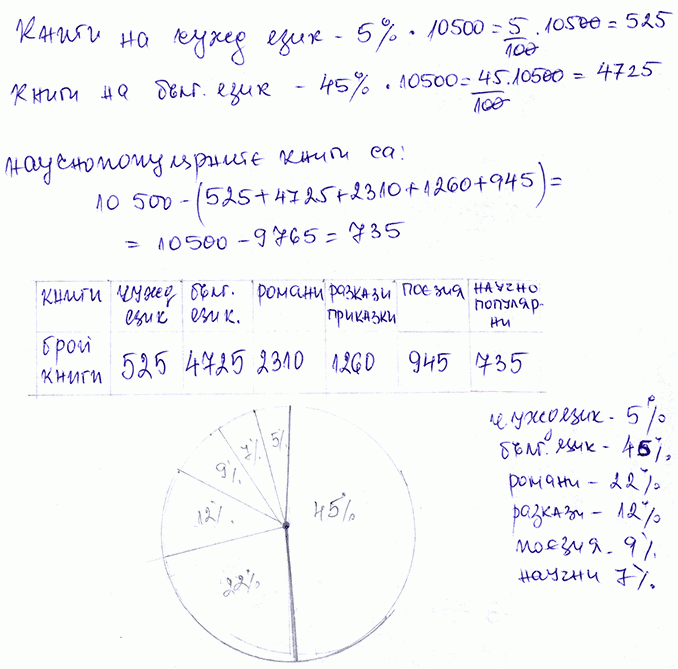 Книги на чужд език - 5% · 10500 = 5/100 · 10500 = 525
Книги на бълг. език - 45% · 10500 = 45/100 · 10500 = 4725
Научнопопулярните книги са:
10 500 - (525+4725+2310+1260+945) =
= 10500 - 9765 = 735
книги чужд език бълг. език. романи разкази приказки поезия научно популяр-ни
брой книги 525 4725 2310 1260 945 735
5%
7%
9%
12%
22%
45%
чужд език - 5%
бълг. език - 45%.
романи - 22%
разкази - 12%
поезия - 9%
научни 7%.